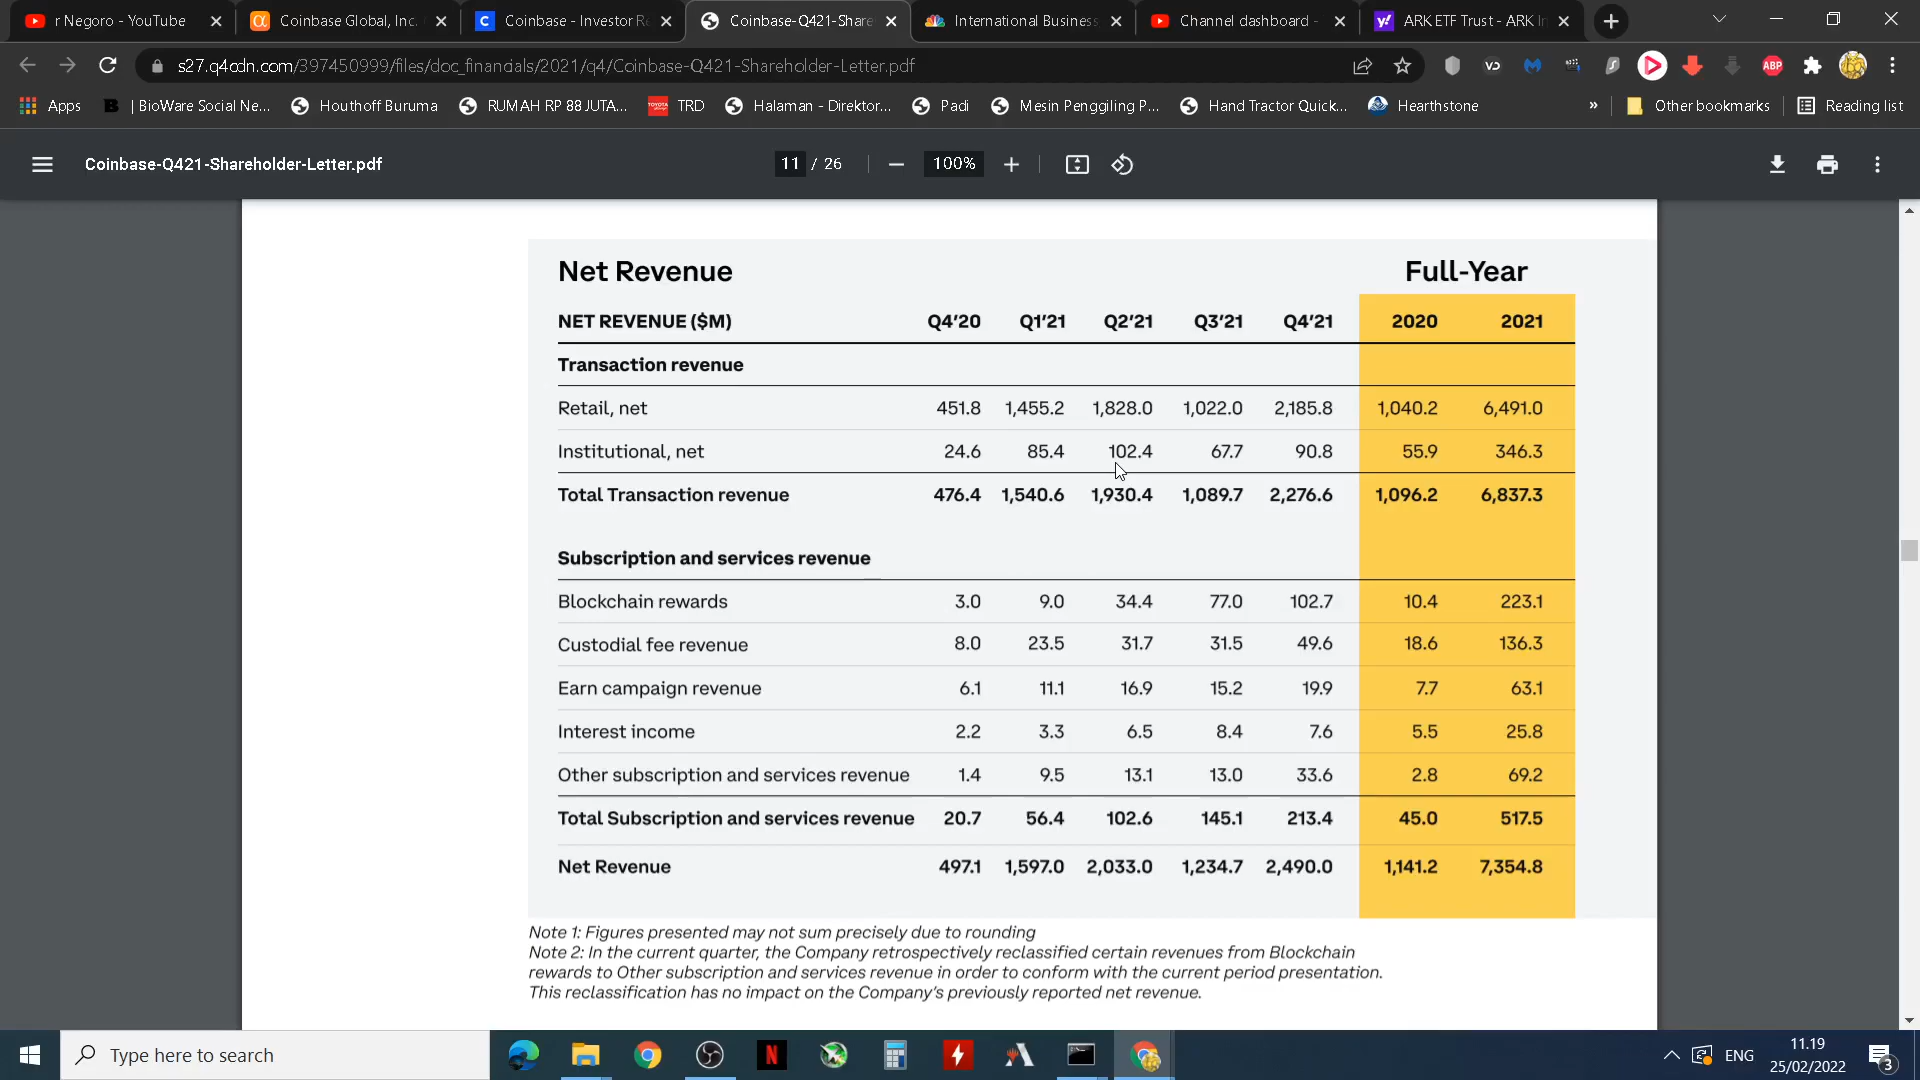 r Negoro - YouTube
Coinbase Global, Inc.
Coinbase - Investor Re
Coinbase-Q421-Share
International Business
Channel dashboard -
ARK ETF Trust - ARK In
s27.q4cdn.com/397450999/files/doc_financials/2021/q4/Coinbase-Q421-Shareholder-Letter.pdf
VD
ABP
Apps
| BioWare Social Ne...
Houthoff Buruma
RUMAH RP 88 JUTA...
TRD
Halaman - Direktor...
Padi
Mesin Penggiling P...
Hand Tractor Quick...
Hearthstone
»
Other bookmarks
Reading list
Coinbase-Q421-Shareholder-Letter.pdf
11 / 26
100%
Net Revenue Full-Year
NET REVENUE ($M) Q4'20 Q1'21 Q2'21 Q3'21 Q4'21 2020 2021
Transaction revenue
Retail, net 451.8 1,455.2 1,828.0 1,022.0 2,185.8 1,040.2 6,491.0
Institutional, net 24.6 85.4 102.4 67.7 90.8 55.9 346.3
Total Transaction revenue 476.4 1,540.6 1,930.4 1,089.7 2,276.6 1,096.2 6,837.3
Subscription and services revenue
Blockchain rewards 3.0 9.0 34.4 77.0 102.7 10.4 223.1
Custodial fee revenue 8.0 23.5 31.7 31.5 49.6 18.6 136.3
Earn campaign revenue 6.1 11.1 16.9 15.2 19.9 7.7 63.1
Interest income 2.2 3.3 6.5 8.4 7.6 5.5 25.8
Other subscription and services revenue 1.4 9.5 13.1 13.0 33.6 2.8 69.2
Total Subscription and services revenue 20.7 56.4 102.6 145.1 213.4 45.0 517.5
Net Revenue 497.1 1,597.0 2,033.0 1,234.7 2,490.0 1,141.2 7,354.8
Note 1: Figures presented may not sum precisely due to rounding
Note 2: In the current quarter, the Company retrospectively reclassified certain revenues from Blockchain
rewards to Other subscription and services revenue in order to conform with the current period presentation.
This reclassification has no impact on the Company's previously reported net revenue.
Type here to search
ENG
11.19
25/02/2022
3